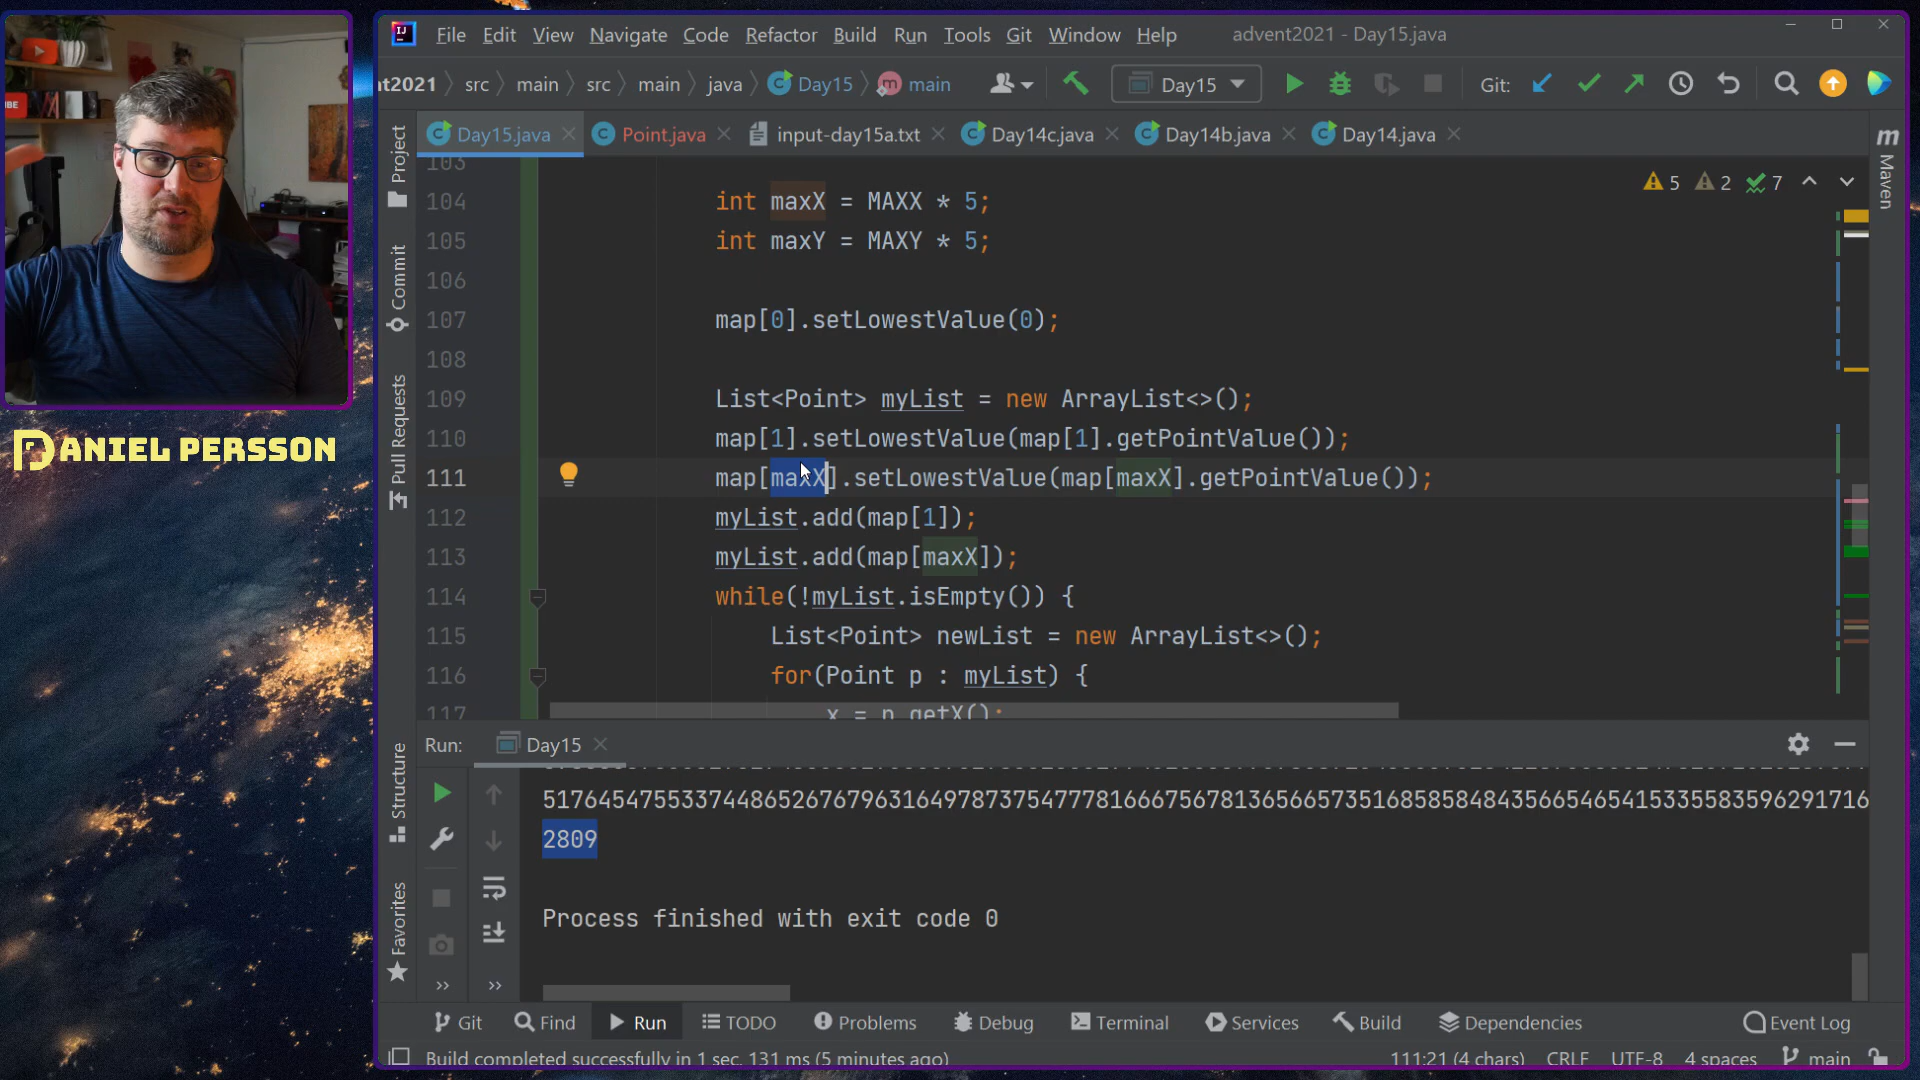 File Edit View Navigate Code Refactor Build Run Tools Git Window Help advent2021 - Day15.java
t2021 src main src main java Day15 main Day15 Git:
Day15.java Point.java input-day15a.txt Day14c.java Day14b.java Day14.java
Project
Commit
Pull Requests
Structure
Favorites
m Maven
5 2 7
103
104 int maxX = MAXX * 5;
105 int maxY = MAXY * 5;
106
107 map[0].setLowestValue(0);
108
109 List<Point> myList = new ArrayList<>();
110 map[1].setLowestValue(map[1].getPointValue());
111 map[maxX].setLowestValue(map[maxX].getPointValue());
112 myList.add(map[1]);
113 myList.add(map[maxX]);
114 while(!myList.isEmpty()) {
115 List<Point> newList = new ArrayList<>();
116 for(Point p : myList) {
117 x = p.getX();
DANIEL PERSSON
Run: Day15
2809
Process finished with exit code 0
Git Find Run TODO Problems Debug Terminal Services Build Dependencies Event Log
Build completed successfully in 1 sec, 131 ms (5 minutes ago) 111:21 (4 chars) CRLF UTF-8 4 spaces main